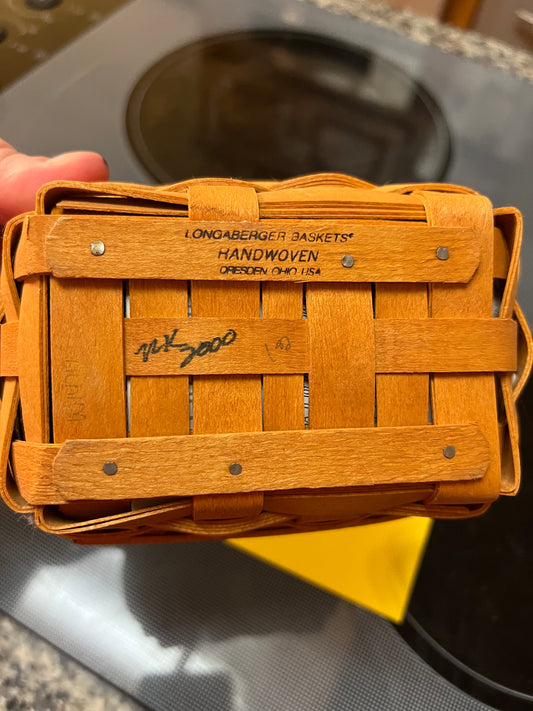 LONGABERGER BASKETS®
HANDWOVEN
DRESDEN, OHIO USA
2000